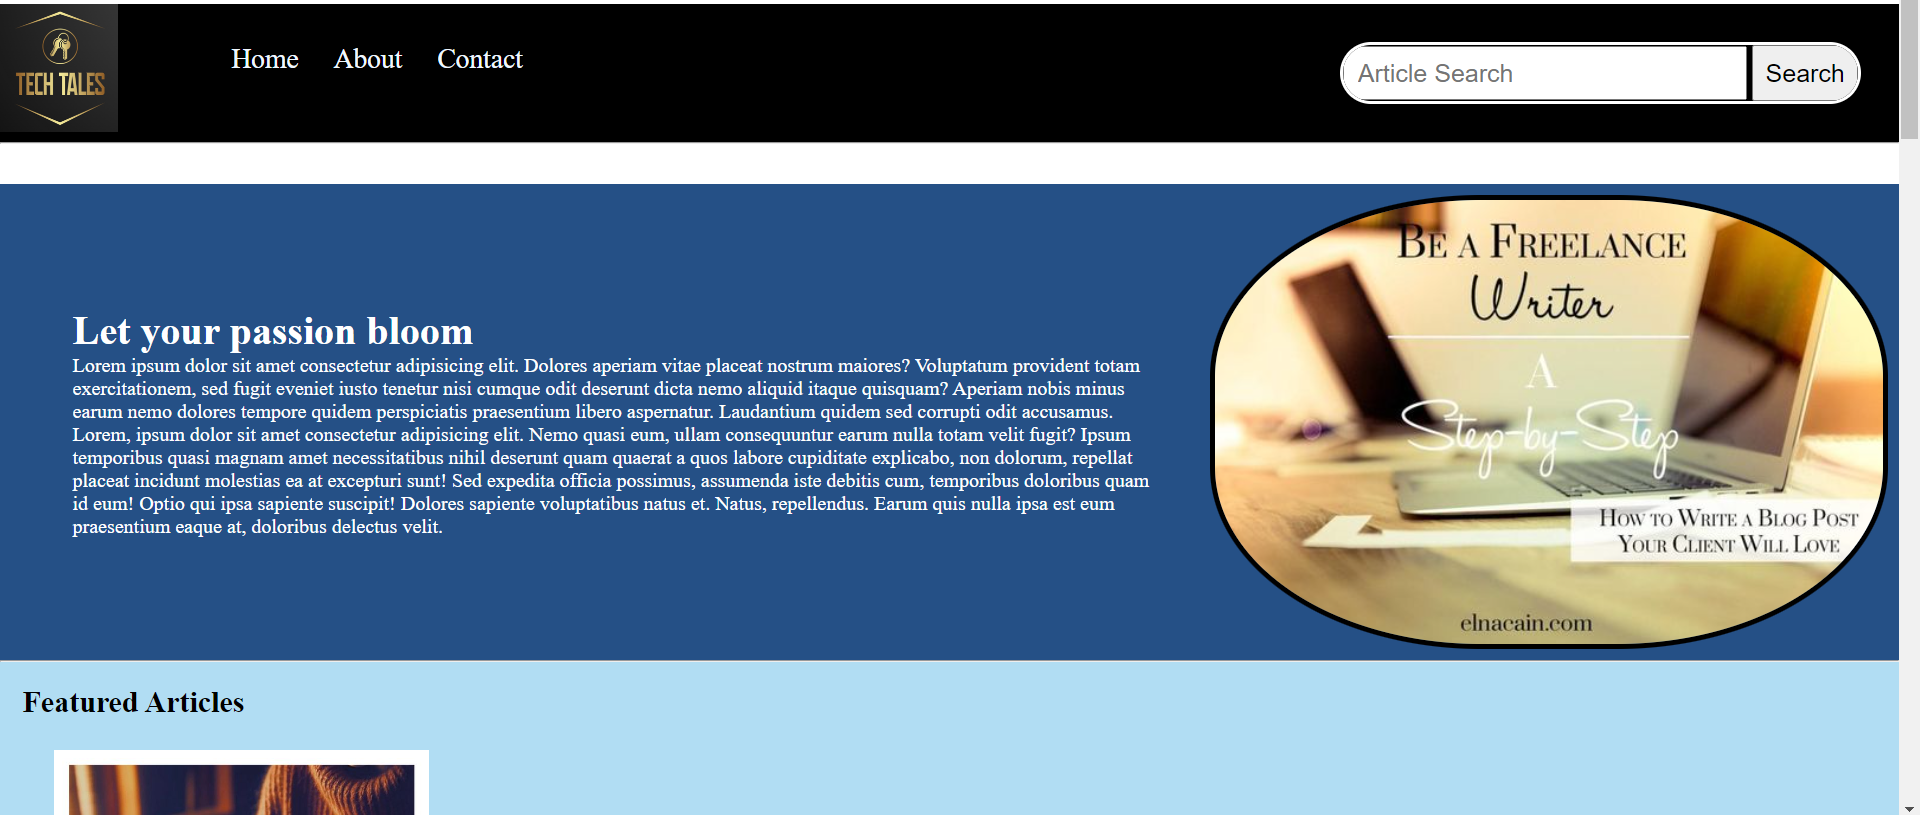 TECH TALES
Home About Contact
Article Search Search
Let your passion bloom
Lorem ipsum dolor sit amet consectetur adipisicing elit. Dolores aperiam vitae placeat nostrum maiores? Voluptatum provident totam
exercitationem, sed fugit eveniet iusto tenetur nisi cumque odit deserunt dicta nemo aliquid itaque quisquam? Aperiam nobis minus
earum nemo dolores tempore quidem perspiciatis praesentium libero aspernatur. Laudantium quidem sed corrupti odit accusamus.
Lorem, ipsum dolor sit amet consectetur adipisicing elit. Nemo quasi eum, ullam consequuntur earum nulla totam velit fugit? Ipsum
temporibus quasi magnam amet necessitatibus nihil deserunt quam quaerat a quos labore cupiditate explicabo, non dolorum, repellat
placeat incidunt molestias ea at excepturi sunt! Sed expedita officia possimus, assumenda iste debitis cum, temporibus doloribus quam
id eum! Optio qui ipsa sapiente suscipit! Dolores sapiente voluptatibus natus et. Natus, repellendus. Earum quis nulla ipsa est eum
praesentium eaque at, doloribus delectus velit.
BE A FREELANCE
Writer
A
Step-by-Step
HOW TO WRITE A BLOG POST
YOUR CLIENT WILL LOVE
elnacain.com
Featured Articles